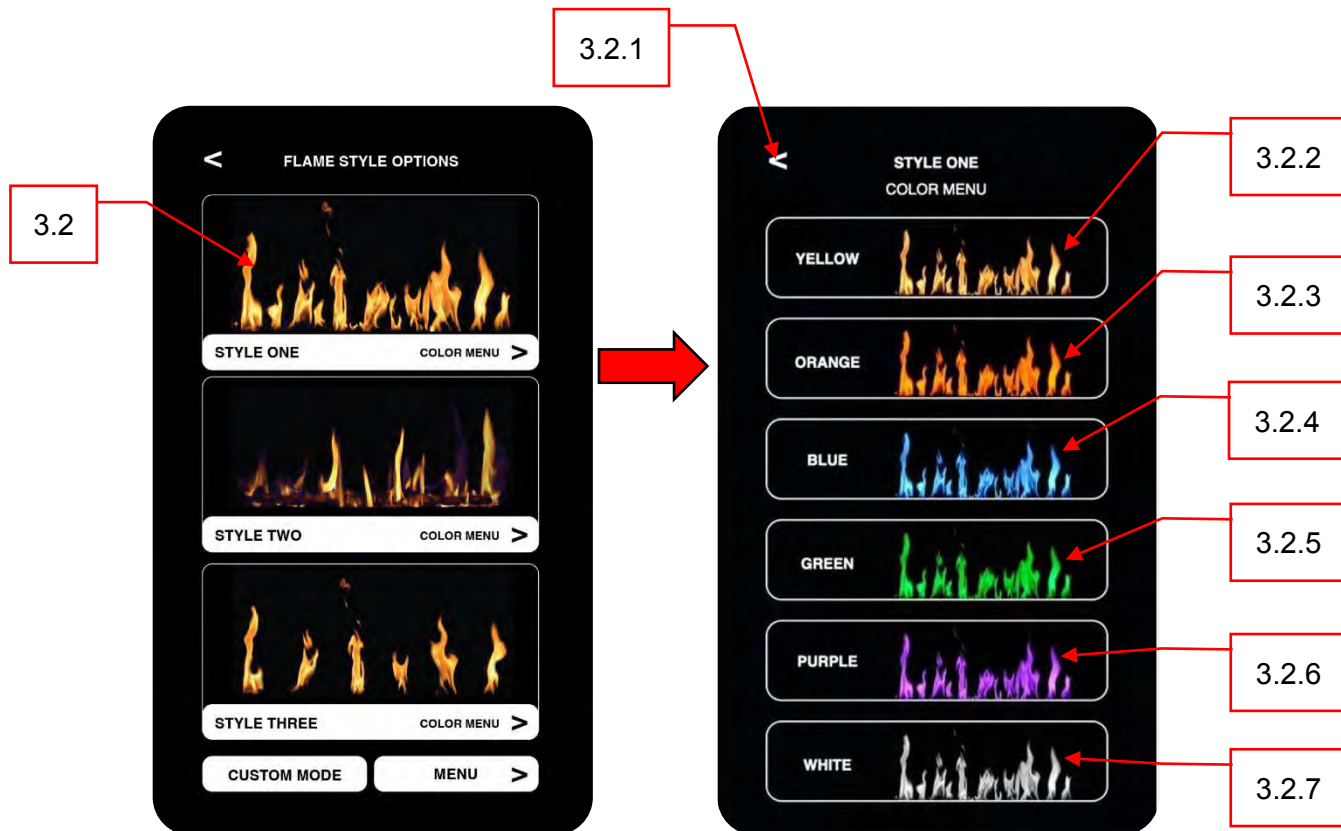 3.2.1
< FLAME STYLE OPTIONS
3.2
STYLE ONE COLOR MENU >
STYLE TWO COLOR MENU >
STYLE THREE COLOR MENU >
CUSTOM MODE MENU >
< STYLE ONE
COLOR MENU
YELLOW
3.2.2
ORANGE
3.2.3
BLUE
3.2.4
GREEN
3.2.5
PURPLE
3.2.6
WHITE
3.2.7